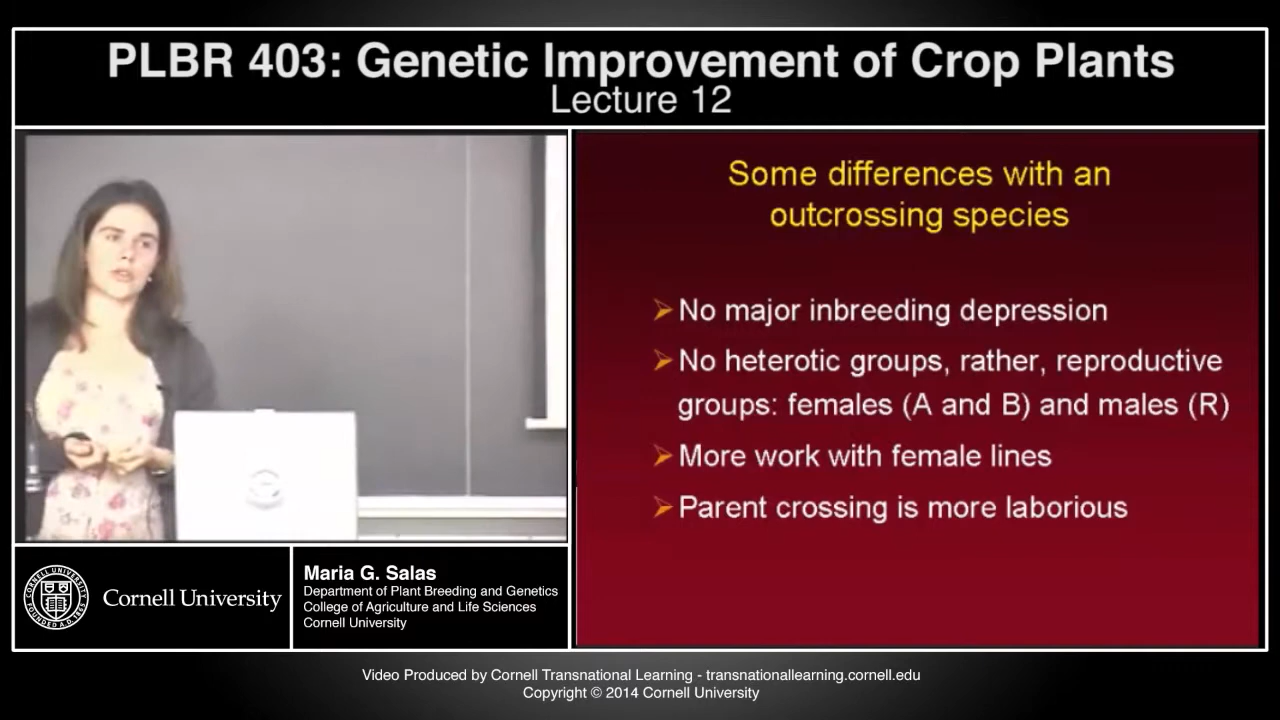 PLBR 403: Genetic Improvement of Crop Plants
Lecture 12
Some differences with an
outcrossing species
No major inbreeding depression
No heterotic groups, rather, reproductive
groups: females (A and B) and males (R)
More work with female lines
Parent crossing is more laborious
Cornell University
Maria G. Salas
Department of Plant Breeding and Genetics
College of Agriculture and Life Sciences
Cornell University
Video Produced by Cornell Transnational Learning - transnationallearning.cornell.edu
Copyright © 2014 Cornell University